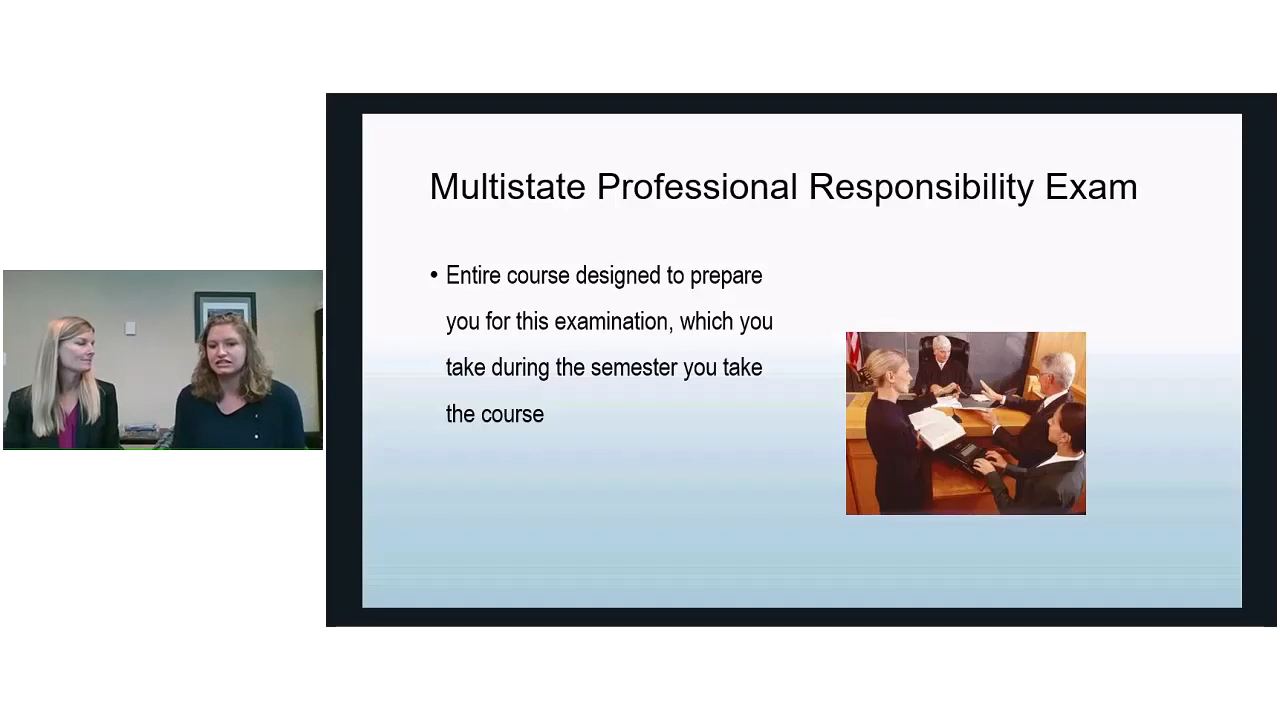 Multistate Professional Responsibility Exam
• Entire course designed to prepare
you for this examination, which you
take during the semester you take
the course